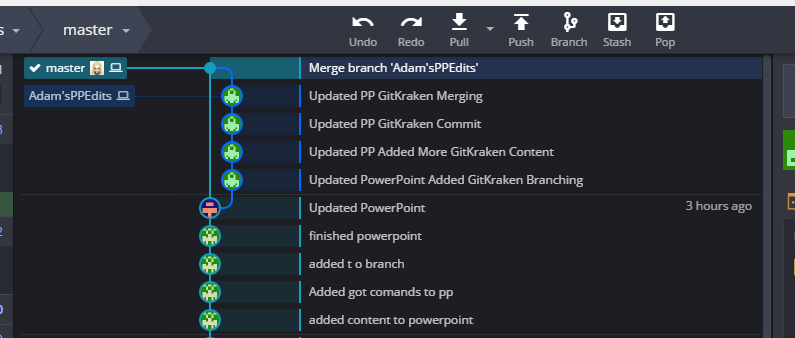 s master
Undo Redo Pull Push Branch Stash Pop
master Merge branch 'Adam'sPPEdits'
Adam'sPPEdits Updated PP GitKraken Merging
Updated PP GitKraken Commit
Updated PP Added More GitKraken Content
Updated PowerPoint Added GitKraken Branching
Updated PowerPoint 3 hours ago
finished powerpoint
added t o branch
Added got comands to pp
added content to powerpoint